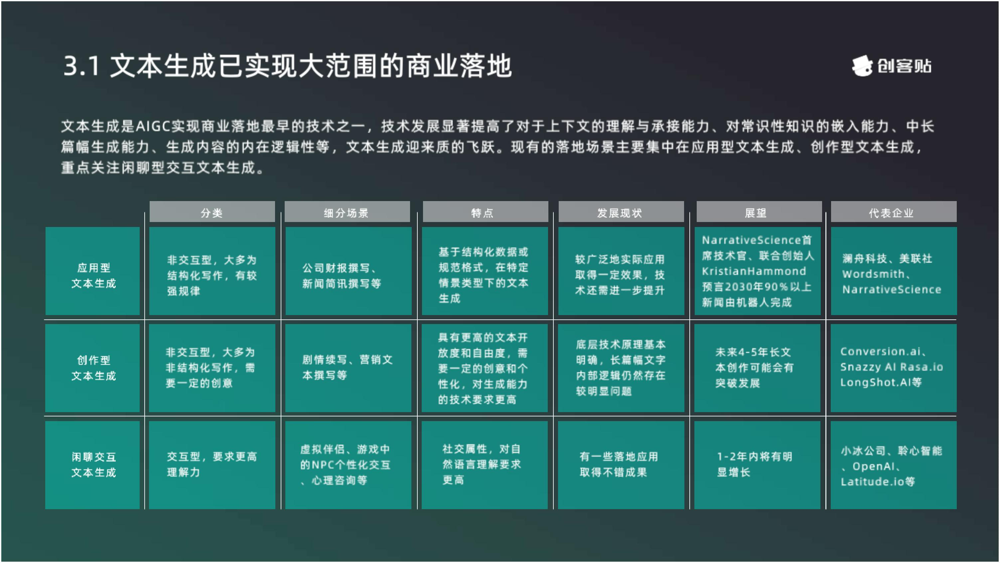 3.1 文本生成已实现大范围的商业落地
创客贴
文本生成是AIGC实现商业落地最早的技术之一，技术发展显著提高了对于上下文的理解与承接能力、对常识性知识的嵌入能力、中长
篇幅生成能力、生成内容的内在逻辑性等，文本生成迎来质的飞跃。现有的落地场景主要集中在应用型文本生成、创作型文本生成，
重点关注闲聊型交互文本生成。
分类
细分场景
特点
发展现状
展望
代表企业
应用型
文本生成
非交互型，大多为
结构化写作，有较
强规律
公司财报撰写、
新闻简讯撰写等
基于结构化数据或
规范格式，在特定
情景类型下的文本
生成
较广泛地实际应用
取得一定效果，技
术还需进一步提升
NarrativeScience首
席技术官、联合创始人
KristianHammond
预言2030年90%以上
新闻由机器人完成
澜舟科技、美联社
Wordsmith、
NarrativeScience
创作型
文本生成
非交互型，大多为
非结构化写作，需
要一定的创意
剧情续写、营销文
本撰写等
具有更高的文本开
放度和自由度，需
要一定的创意和个
性化，对生成能力
的技术要求更高
底层技术原理基本
明确，长篇幅文字
内部逻辑仍然存在
较明显问题
未来4-5年长文
本创作可能会有
突破发展
Conversion.ai、
Snazzy AI Rasa.io
LongShot.AI等
闲聊交互
文本生成
交互型，要求更高
理解力
虚拟伴侣、游戏中
的NPC个性化交互
、心理咨询等
社交属性，对自
然语言理解要求
更高
有一些落地应用
取得不错成果
1-2年内将有明
显增长
小冰公司、聆心智能
、OpenAI、
Latitude.io等